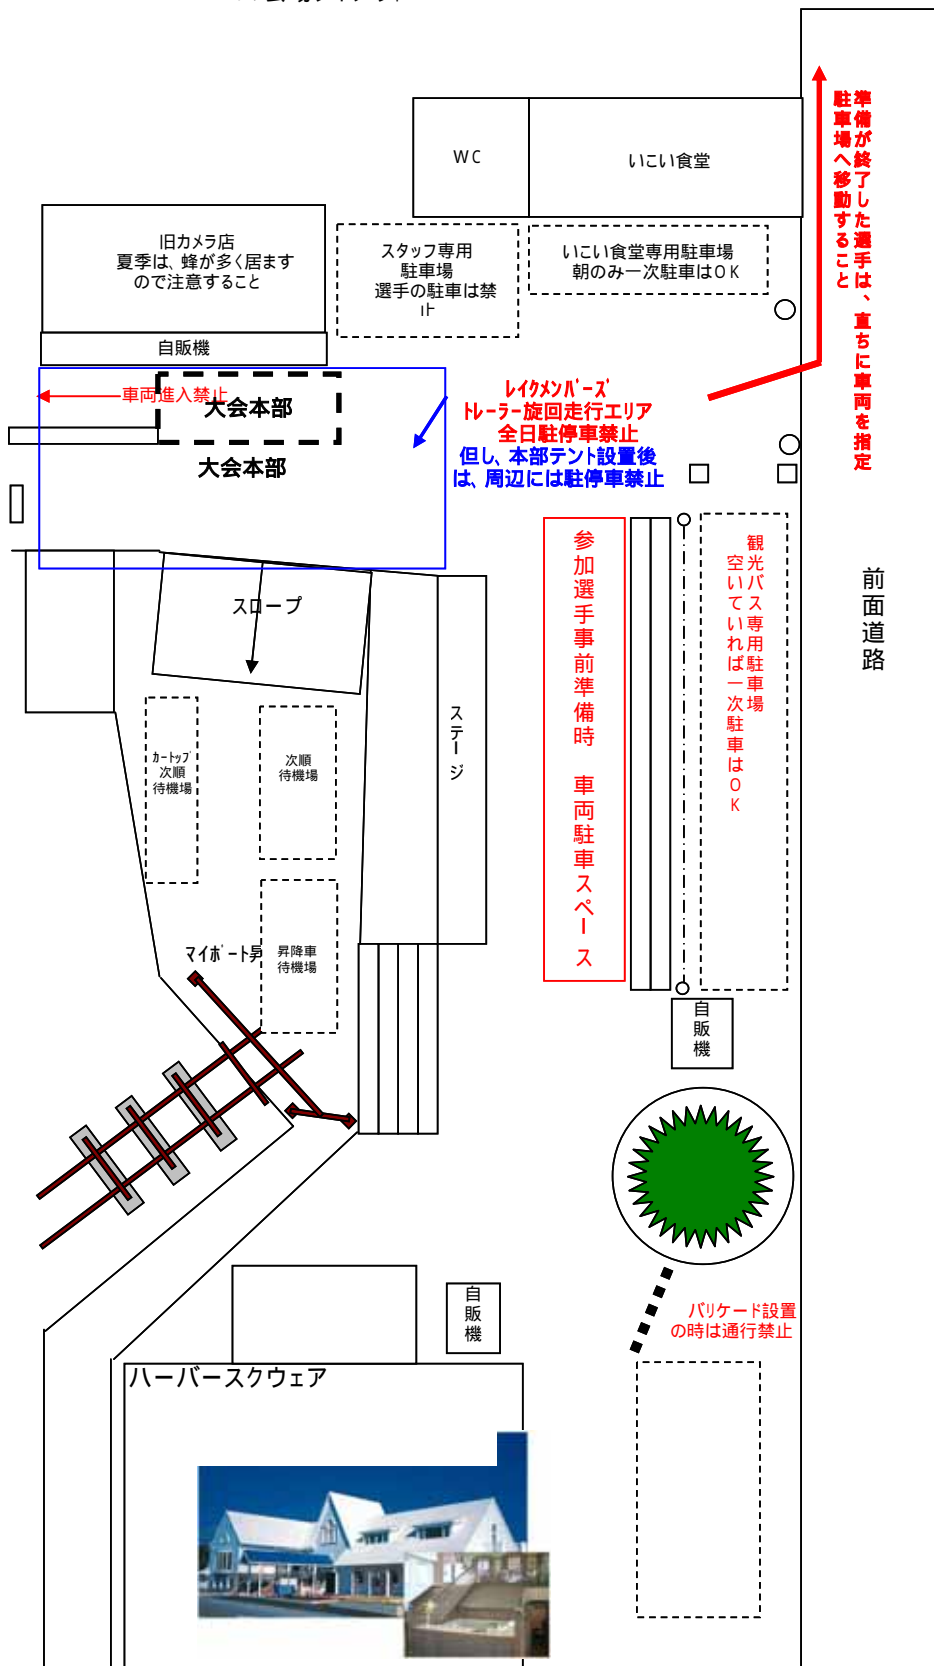 WC
いこい食堂
準備が終了した選手は、直ちに車両を指定
駐車場へ移動すること
旧カメラ店
夏季は、蜂が多く居ます
ので注意すること
スタッフ専用
駐車場
選手の駐車は禁
止
いこい食堂専用駐車場
朝のみ一次駐車はOK
自販機
車両進入禁止
大会本部
大会本部
レイクメンバーズ
トレーラー旋回走行エリア
全日駐停車禁止
但し、本部テント設置後
は、周辺には駐停車禁止
参加選手事前準備時 車両駐車スペース
観光バス専用駐車場
空いていれば一次駐車はOK
前面道路
スロープ
ステージ
カートップ
次順
待機場
次順
待機場
マイボート昇
昇降車
待機場
自販機
自販機
バリケード設置
の時は通行禁止
ハーバースクウェア